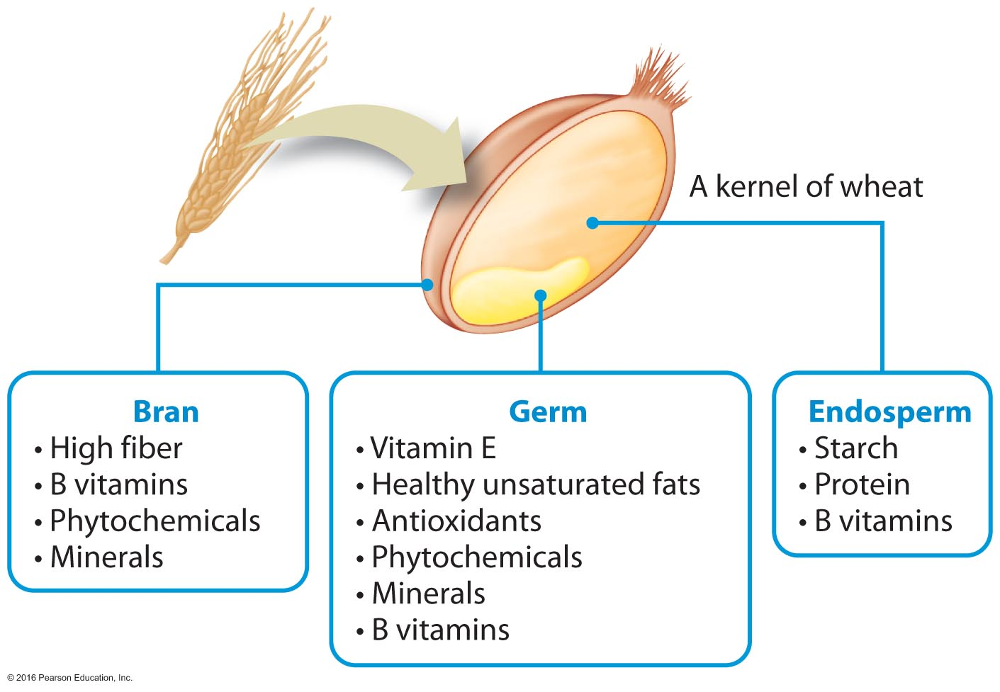 A kernel of wheat
Bran
• High fiber
• B vitamins
• Phytochemicals
• Minerals
Germ
• Vitamin E
• Healthy unsaturated fats
• Antioxidants
• Phytochemicals
• Minerals
• B vitamins
Endosperm
• Starch
• Protein
• B vitamins
© 2016 Pearson Education, Inc.